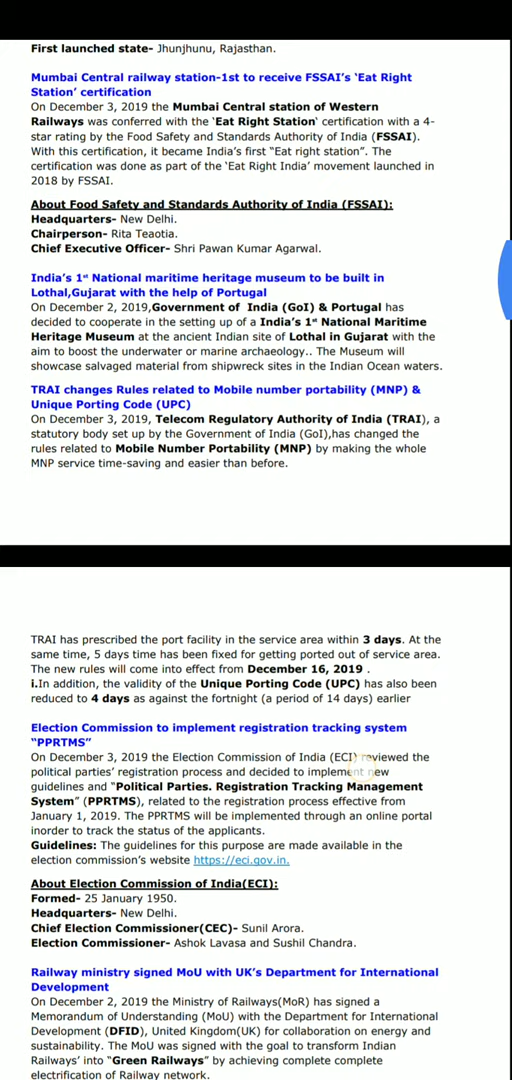 First launched state- Jhunjhunu, Rajasthan.
Mumbai Central railway station-1st to receive FSSAI's 'Eat Right
Station' certification
On December 3, 2019 the Mumbai Central station of Western
Railways was conferred with the 'Eat Right Station' certification with a 4-
star rating by the Food Safety and Standards Authority of India (FSSAI).
With this certification, it became India's first "Eat right station". The
certification was done as part of the 'Eat Right India' movement launched in
2018 by FSSAI.
About Food Safety and Standards Authority of India (FSSAI):
Headquarters- New Delhi.
Chairperson- Rita Teaotia.
Chief Executive Officer- Shri Pawan Kumar Agarwal.
India's 1st National maritime heritage museum to be built in
Lothal,Gujarat with the help of Portugal
On December 2, 2019,Government of India (GoI) & Portugal has
decided to cooperate in the setting up of a India's 1st National Maritime
Heritage Museum at the ancient Indian site of Lothal in Gujarat with the
aim to boost the underwater or marine archaeology.. The Museum will
showcase salvaged material from shipwreck sites in the Indian Ocean waters.
TRAI changes Rules related to Mobile number portability (MNP) &
Unique Porting Code (UPC)
On December 3, 2019, Telecom Regulatory Authority of India (TRAI), a
statutory body set up by the Government of India (GoI),has changed the
rules related to Mobile Number Portability (MNP) by making the whole
MNP service time-saving and easier than before.
TRAI has prescribed the port facility in the service area within 3 days. At the
same time, 5 days time has been fixed for getting ported out of service area.
The new rules will come into effect from December 16, 2019 .
i.In addition, the validity of the Unique Porting Code (UPC) has also been
reduced to 4 days as against the fortnight (a period of 14 days) earlier
Election Commission to implement registration tracking system
"PPRTMS"
On December 3, 2019 the Election Commission of India (ECI) reviewed the
political parties' registration process and decided to implement new
guidelines and "Political Parties. Registration Tracking Management
System" (PPRTMS), related to the registration process effective from
January 1, 2019. The PPRTMS will be implemented through an online portal
inorder to track the status of the applicants.
Guidelines: The guidelines for this purpose are made available in the
election commission's website https://eci.gov.in.
About Election Commission of India(ECI):
Formed- 25 January 1950.
Headquarters- New Delhi.
Chief Election Commissioner(CEC)- Sunil Arora.
Election Commissioner- Ashok Lavasa and Sushil Chandra.
Railway ministry signed MoU with UK's Department for International
Development
On December 2, 2019 the Ministry of Railways(MoR) has signed a
Memorandum of Understanding (MoU) with the Department for International
Development (DFID), United Kingdom(UK) for collaboration on energy and
sustainability. The MoU was signed with the goal to transform Indian
Railways' into "Green Railways" by achieving complete complete
electrification of Railway network.